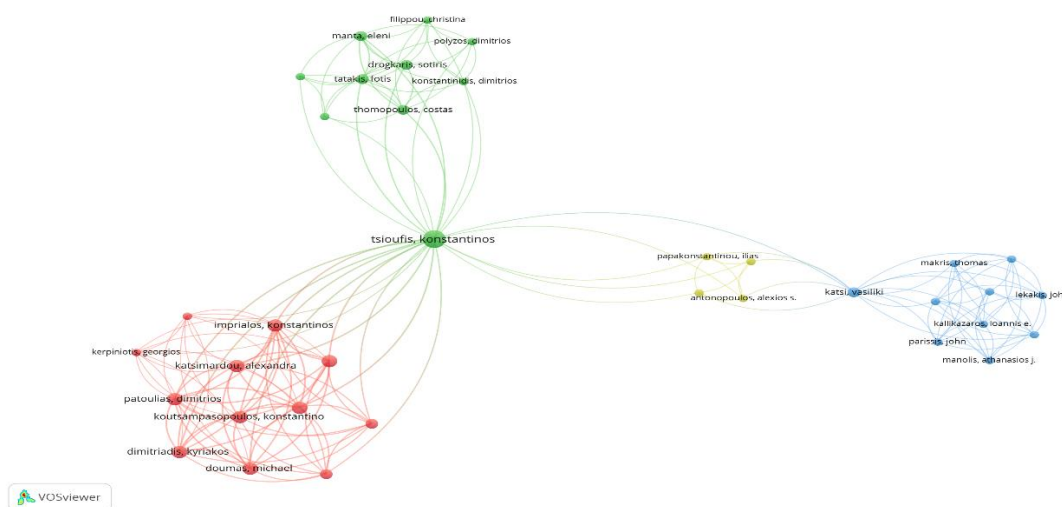 filippou, christina
manta, eleni
polyzos, dimitrios
drogkaris, sotiris
tatakis, lotis
konstantinidis, dimitrios
thomopoulos, costas
tsioufis, konstantinos
papakonstantinou, ilias
makris, thomas
antonopoulos, alexios s.
katsi, vasiliki
lekakis, joh
kallikazaros, ioannis e.
parissis, john
manolis, athanasios j.
imprialos, konstantinos
kerpiniotis, georgios
katsimardou, alexandra
patoulias, dimitrios
koutsampasopoulos, konstantino
dimitriadis, kyriakos
doumas, michael
VOSviewer